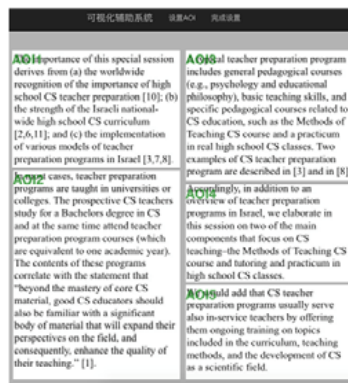 可视化辅助系统 设置AOI 完成设置
AOI1
importance of this special session
derives from (a) the worldwide
recognition of the importance of high
school CS teacher preparation [10]; (b)
the strength of the Israeli national-
wide high school CS curriculum
[2,6,11]; and (c) the implementation
of various models of teacher
preparation programs in Israel [3,7,8].
AOI2
cases, teacher preparation
programs are taught in universities or
colleges. The prospective CS teachers
study for a Bachelors degree in CS
and at the same time attend teacher
preparation program courses (which
are equivalent to one academic year).
The contents of these programs
correlate with the statement that
“beyond the mastery of core CS
material, good CS educators should
also be familiar with a significant
body of material that will expand their
perspectives on the field, and
consequently, enhance the quality of
their teaching.” [1].
AOI3
teacher preparation program
includes general pedagogical courses
(e.g., psychology and educational
philosophy), basic teaching skills, and
specific pedagogical courses related to
CS education, such as the Methods of
Teaching CS course and a practicum
in real high school CS classes. Two
examples of CS teacher preparation
program are described in [3] and in [8]
AOI4
Accordingly, in addition to an
overview of teacher preparation
programs in Israel, we elaborate in
this session on two of the main
components that focus on CS
teaching–the Methods of Teaching CS
course and tutoring and practicum in
high school CS classes.
add that CS teacher
preparation programs usually serve
also in-service teachers by offering
them ongoing training on topics
included in the curriculum, teaching
methods, and the development of CS
as a scientific field.